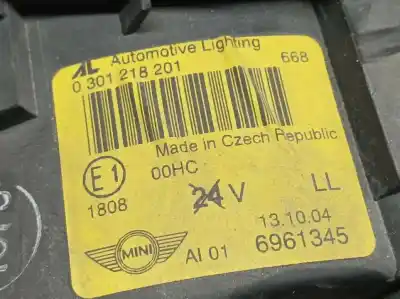 AL Automotive Lighting
0 301 218 201 668
Made in Czech Republic
E1 00HC
1808 24 V LL
13.10.04
MINI AI 01 6961345